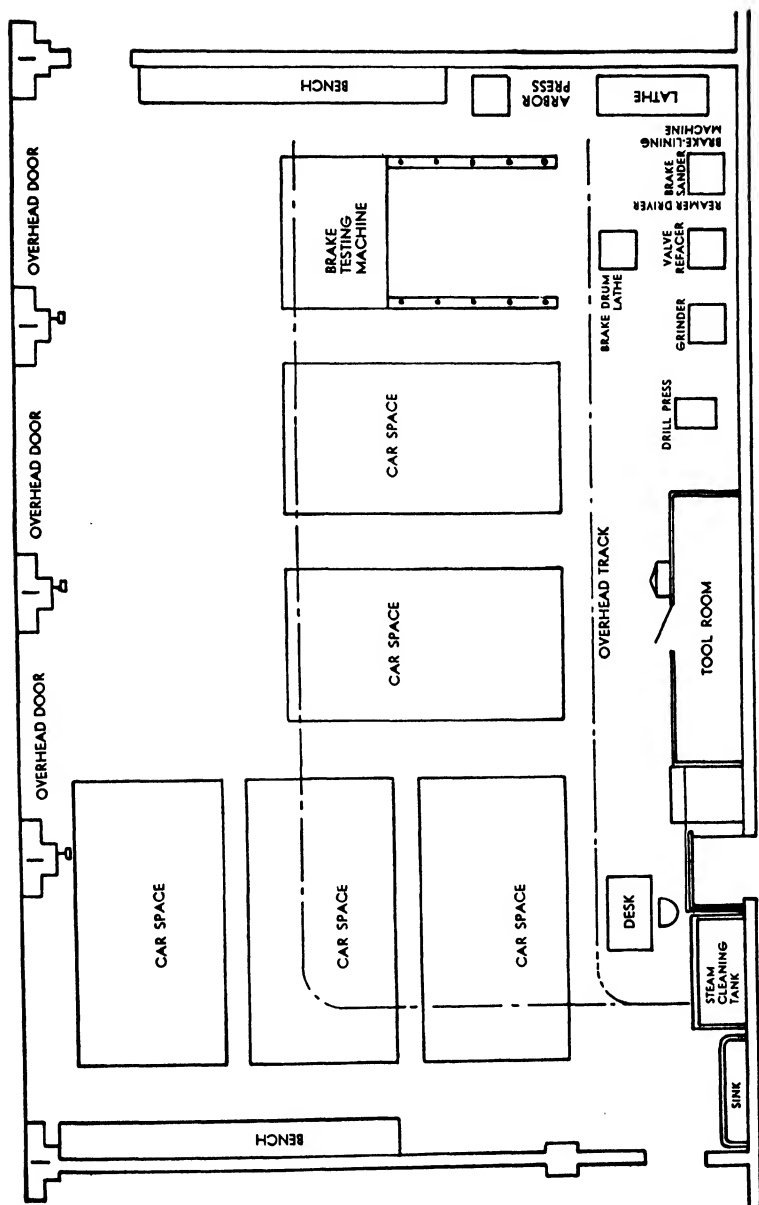 OVERHEAD DOOR
OVERHEAD DOOR
OVERHEAD DOOR
BENCH
ARBOR
PRESS
LATHE
BRAKE-LINING
MACHINE
BRAKE
SANDER
REAMER DRIVER
BRAKE
TESTING
MACHINE
BRAKE DRUM
LATHE
VALVE
REFACER
GRINDER
DRILL PRESS
CAR SPACE
CAR SPACE
OVERHEAD TRACK
TOOL ROOM
CAR SPACE
CAR SPACE
CAR SPACE
DESK
STEAM
CLEANING
TANK
SINK
BENCH